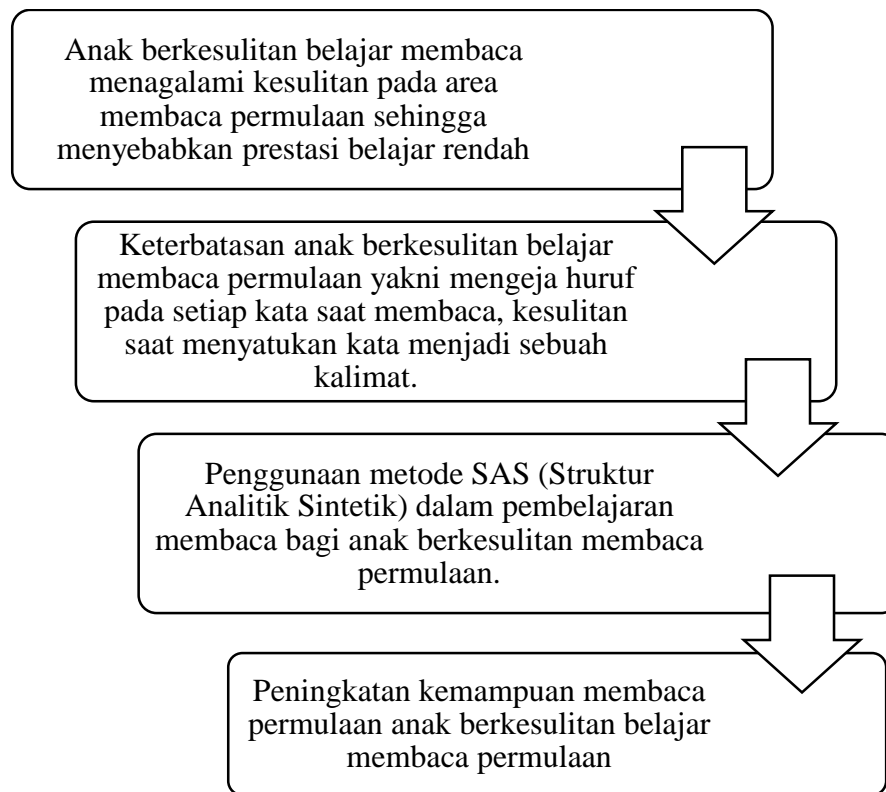 Anak berkesulitan belajar membaca
menagalami kesulitan pada area
membaca permulaan sehingga
menyebabkan prestasi belajar rendah
Keterbatasan anak berkesulitan belajar
membaca permulaan yakni mengeja huruf
pada setiap kata saat membaca, kesulitan
saat menyatukan kata menjadi sebuah
kalimat.
Penggunaan metode SAS (Struktur
Analitik Sintetik) dalam pembelajaran
membaca bagi anak berkesulitan membaca
permulaan.
Peningkatan kemampuan membaca
permulaan anak berkesulitan belajar
membaca permulaan